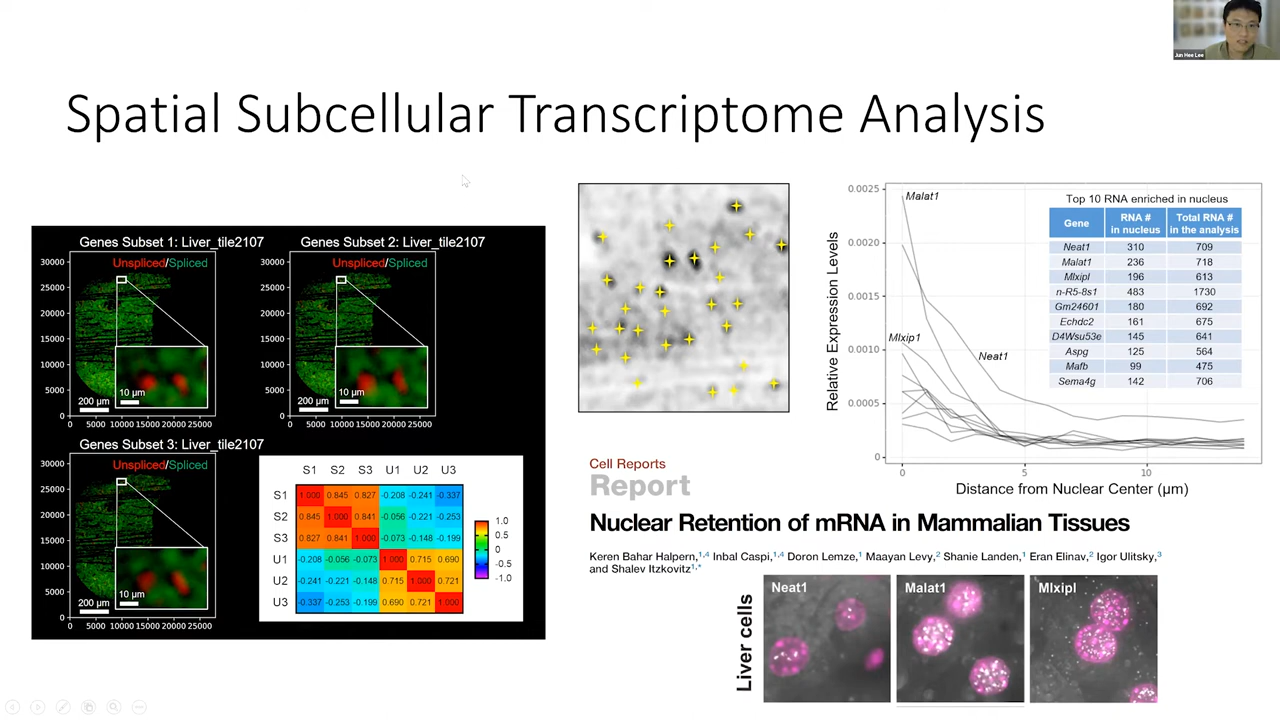 Jun Hee Lee
Spatial Subcellular Transcriptome Analysis
Genes Subset 1: Liver_tile2107
Unspliced/Spliced
30000
25000
20000
15000
10000
5000
0
10 µm
200 µm
0 5000 10000 15000 20000 25000
Genes Subset 2: Liver_tile2107
Unspliced/Spliced
30000
25000
20000
15000
10000
5000
0
10 µm
200 µm
0 5000 10000 15000 20000 25000
Genes Subset 3: Liver_tile2107
Unspliced/Spliced
30000
25000
20000
15000
10000
5000
0
10 µm
200 µm
0 5000 10000 15000 20000 25000
S1 S2 S3 U1 U2 U3
S1 1.000 0.845 0.827 -0.208 -0.241 -0.337
S2 0.845 1.000 0.841 -0.056 -0.221 -0.253
S3 0.827 0.841 1.000 -0.073 -0.148 -0.199
U1 -0.208 -0.056 -0.073 1.000 0.715 0.690
U2 -0.241 -0.221 -0.148 0.715 1.000 0.721
U3 -0.337 -0.253 -0.199 0.690 0.721 1.000
1.0
0.5
0
-0.5
-1.0
Relative Expression Levels
0.0025
0.0020
0.0015
0.0010
0.0005
0
Malat1
Mlxip1
Neat1
0 5 10
Distance from Nuclear Center (µm)
Top 10 RNA enriched in nucleus
Gene RNA # in nucleus Total RNA # in the analysis
Neat1 310 709
Malat1 236 718
Mlxipl 196 613
n-R5-8s1 483 1730
Gm24601 180 692
Echdc2 161 675
D4Wsu53e 145 641
Aspg 125 564
Mafb 99 475
Sema4g 142 706
Cell Reports
Report
Nuclear Retention of mRNA in Mammalian Tissues
Keren Bahar Halpern,1,4 Inbal Caspi,1,4 Doron Lemze,1 Maayan Levy,2 Shanie Landen,1 Eran Elinav,2 Igor Ulitsky,3
and Shalev Itzkovitz1,*
Liver cells
Neat1
Malat1
Mlxipl